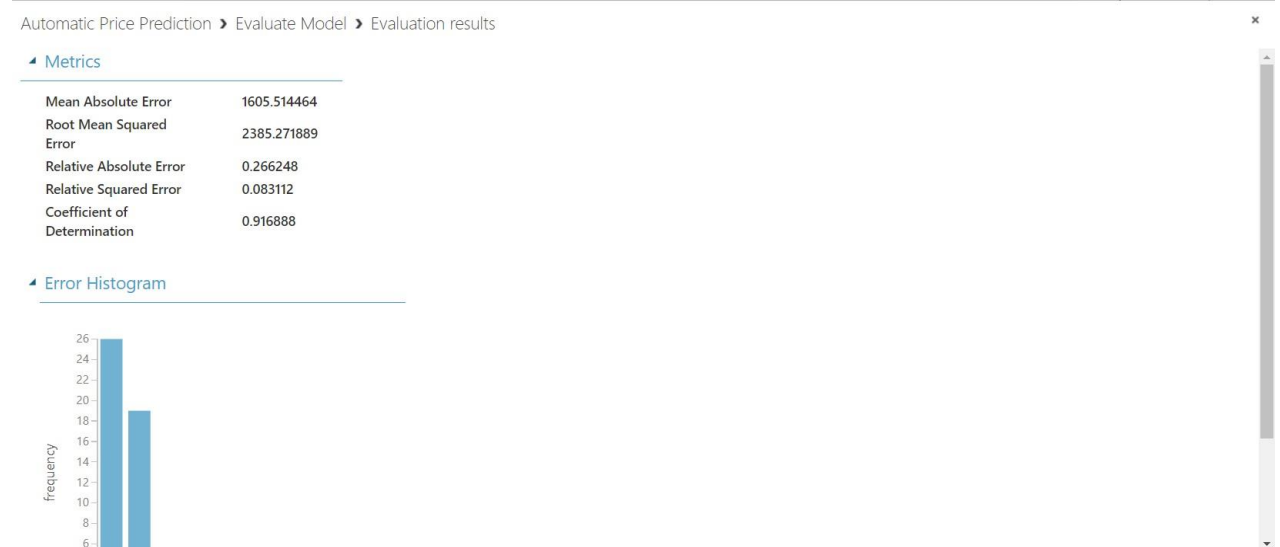 Automatic Price Prediction › Evaluate Model › Evaluation results
Metrics
Mean Absolute Error 1605.514464
Root Mean Squared
Error 2385.271889
Relative Absolute Error 0.266248
Relative Squared Error 0.083112
Coefficient of
Determination 0.916888
Error Histogram
26
24
22
20
18
16
14
12
10
8
6
frequency